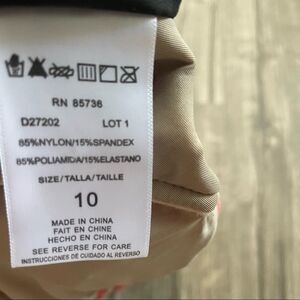 RN 85736
D27202 LOT 1
85%NYLON/15%SPANDEX
85%POLIAMIDA/15%ELASTANO
SIZE/TALLA/TAILLE
10
MADE IN CHINA
FAIT EN CHINE
HECHO EN CHINA
SEE REVERSE FOR CARE
INSTRUCCIONES DE CUIDADO AL REVERSO